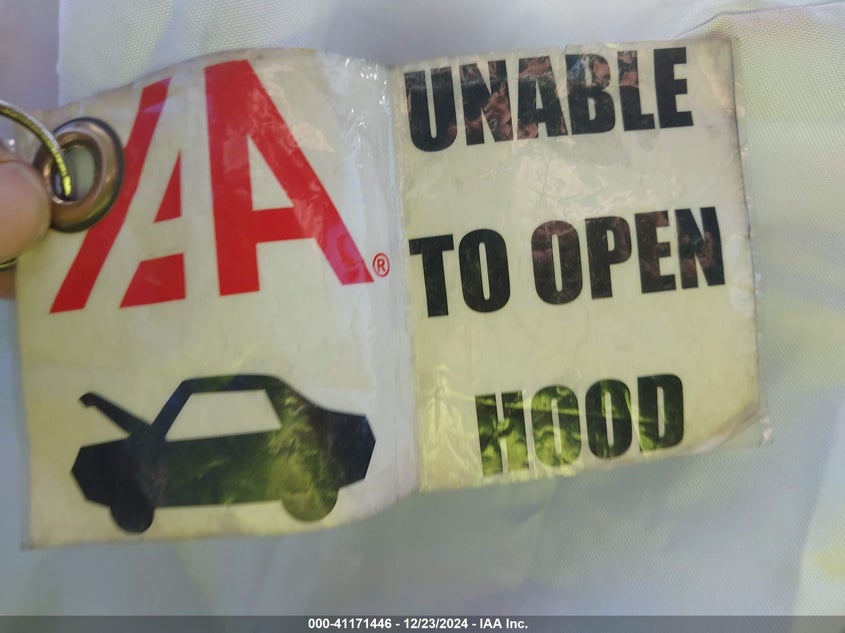 IAA®
UNABLE
TO OPEN
HOOD
000-41171446 - 12/23/2024 - IAA Inc.